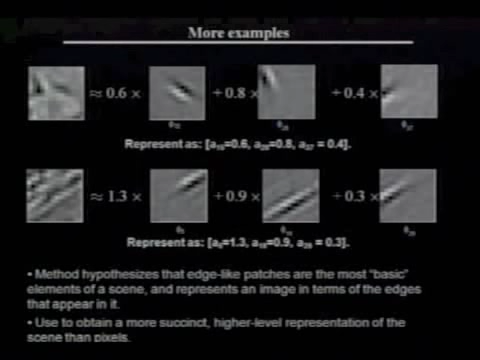 More examples
≈ 0.6 × + 0.8 × + 0.4 ×
Represent as: [a₁₅=0.6, a₂₈=0.8, a₃₇ = 0.4].
≈ 1.3 × + 0.9 × + 0.3 ×
Represent as: [a₅=1.3, a₁₈=0.9, a₂₉ = 0.3].
• Method hypothesizes that edge-like patches are the most "basic"
elements of a scene, and represents an image in terms of the edges
that appear in it.
• Use to obtain a more succinct, higher-level representation of the
scene than pixels.